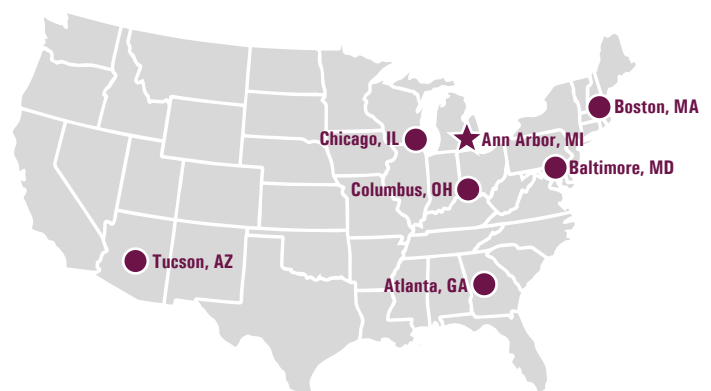 Boston, MA
Chicago, IL
Ann Arbor, MI
Baltimore, MD
Columbus, OH
Tucson, AZ
Atlanta, GA